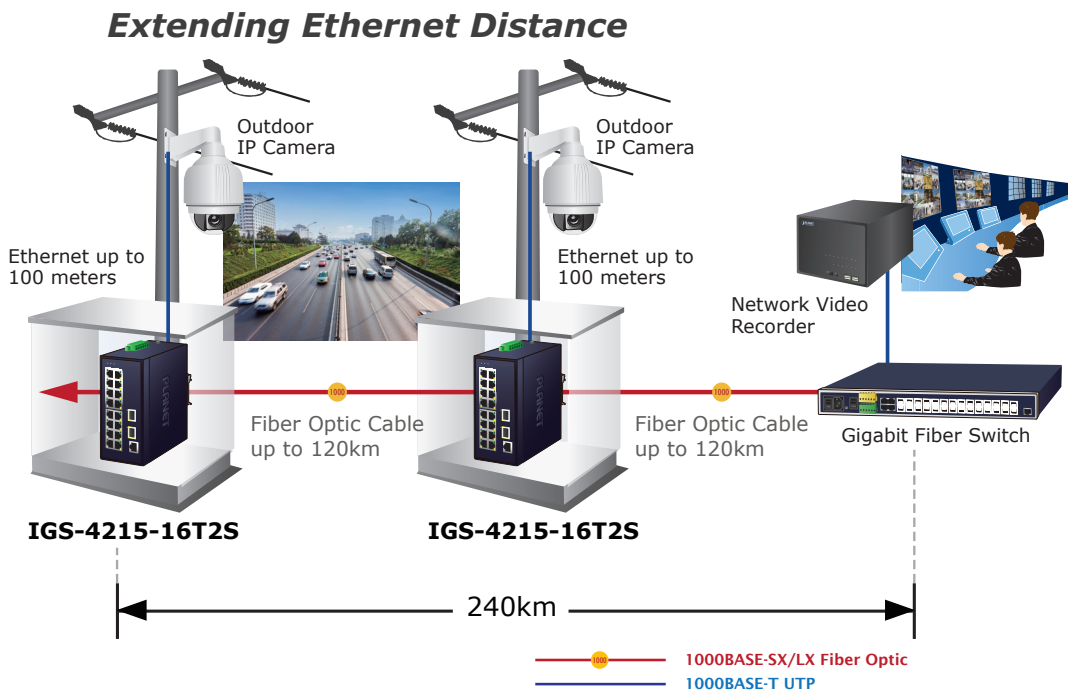 Extending Ethernet Distance
Outdoor
IP Camera
Outdoor
IP Camera
Ethernet up to
100 meters
Ethernet up to
100 meters
Network Video
Recorder
PLANET
PLANET
1000
1000
Fiber Optic Cable
up to 120km
Fiber Optic Cable
up to 120km
Gigabit Fiber Switch
IGS-4215-16T2S
IGS-4215-16T2S
240km
1000
1000BASE-SX/LX Fiber Optic
1000BASE-T UTP